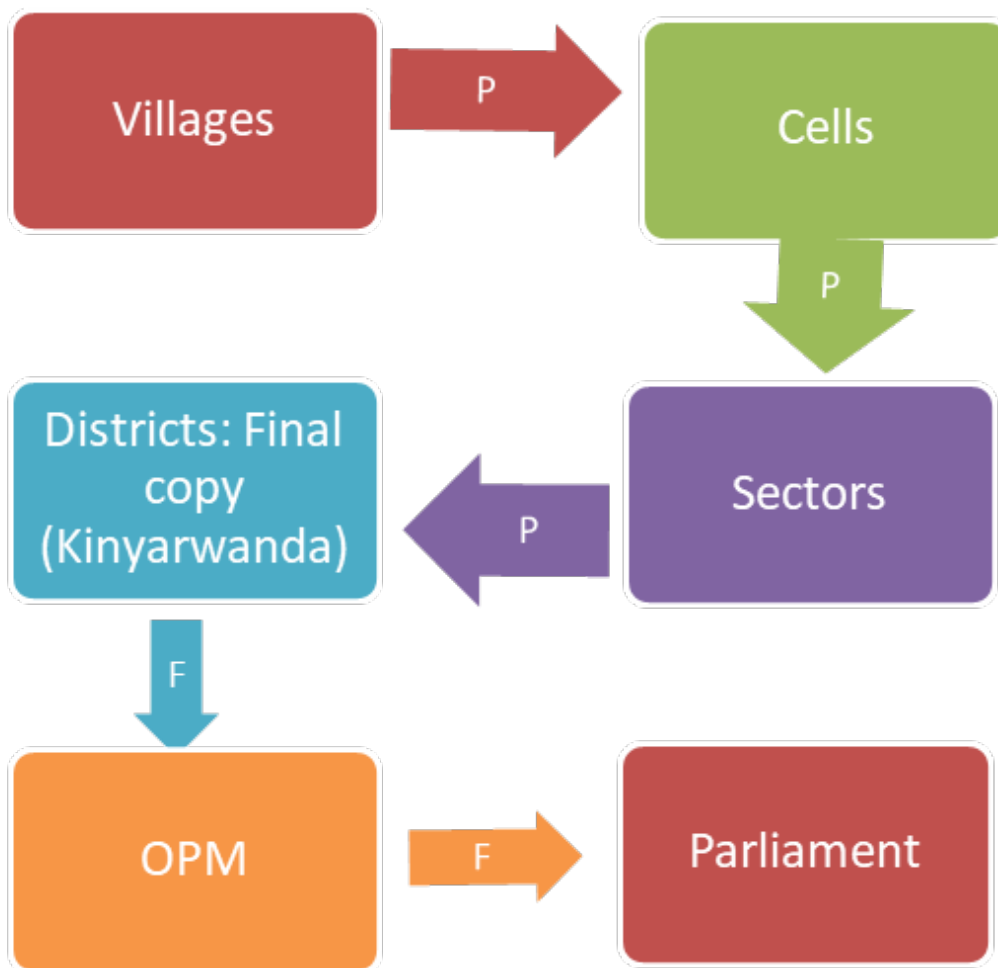 Villages
P
Cells
P
Sectors
P
Districts: Final
copy
(Kinyarwanda)
F
OPM
F
Parliament